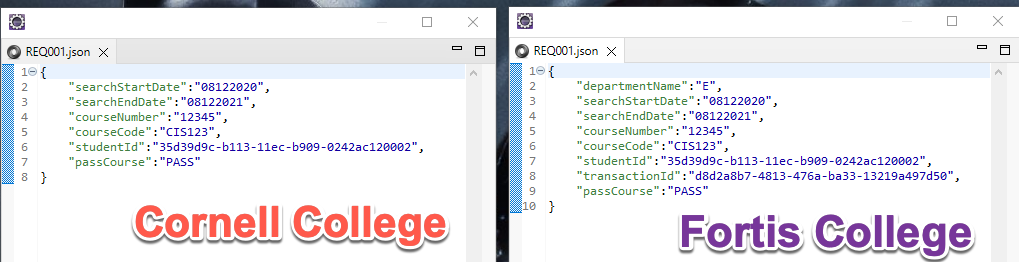 REQ001.json
1 {
2 "searchStartDate":"08122020",
3 "searchEndDate":"08122021",
4 "courseNumber":"12345",
5 "courseCode":"CIS123",
6 "studentId":"35d39d9c-b113-11ec-b909-0242ac120002",
7 "passCourse":"PASS"
8 }
Cornell College
REQ001.json
1 {
2 "departmentName":"E",
3 "searchStartDate":"08122020",
4 "searchEndDate":"08122021",
5 "courseNumber":"12345",
6 "courseCode":"CIS123",
7 "studentId":"35d39d9c-b113-11ec-b909-0242ac120002",
8 "transactionId":"d8d2a8b7-4813-476a-ba33-13219a497d50",
9 "passCourse":"PASS"
10 }
Fortis College